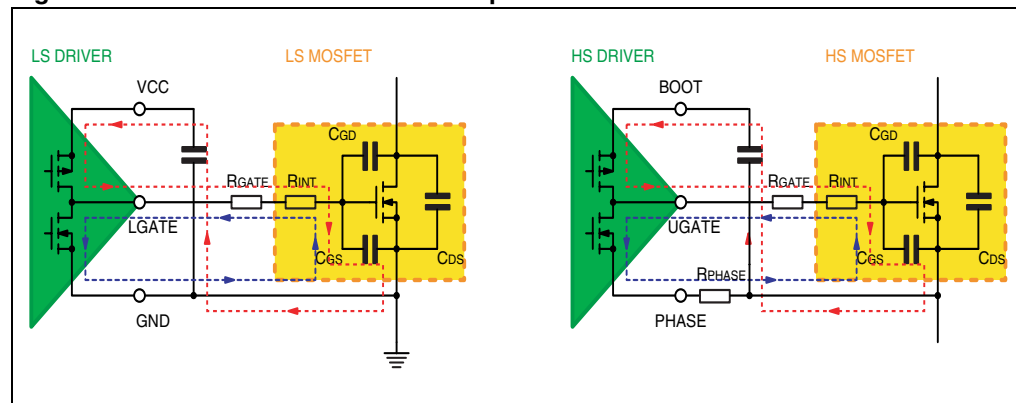 LS DRIVER
LS MOSFET
VCC
CGD
RGATE
RINT
LGATE
CGS
CDS
GND
HS DRIVER
HS MOSFET
BOOT
CGD
RGATE
RINT
UGATE
CGS
CDS
RPHASE
PHASE